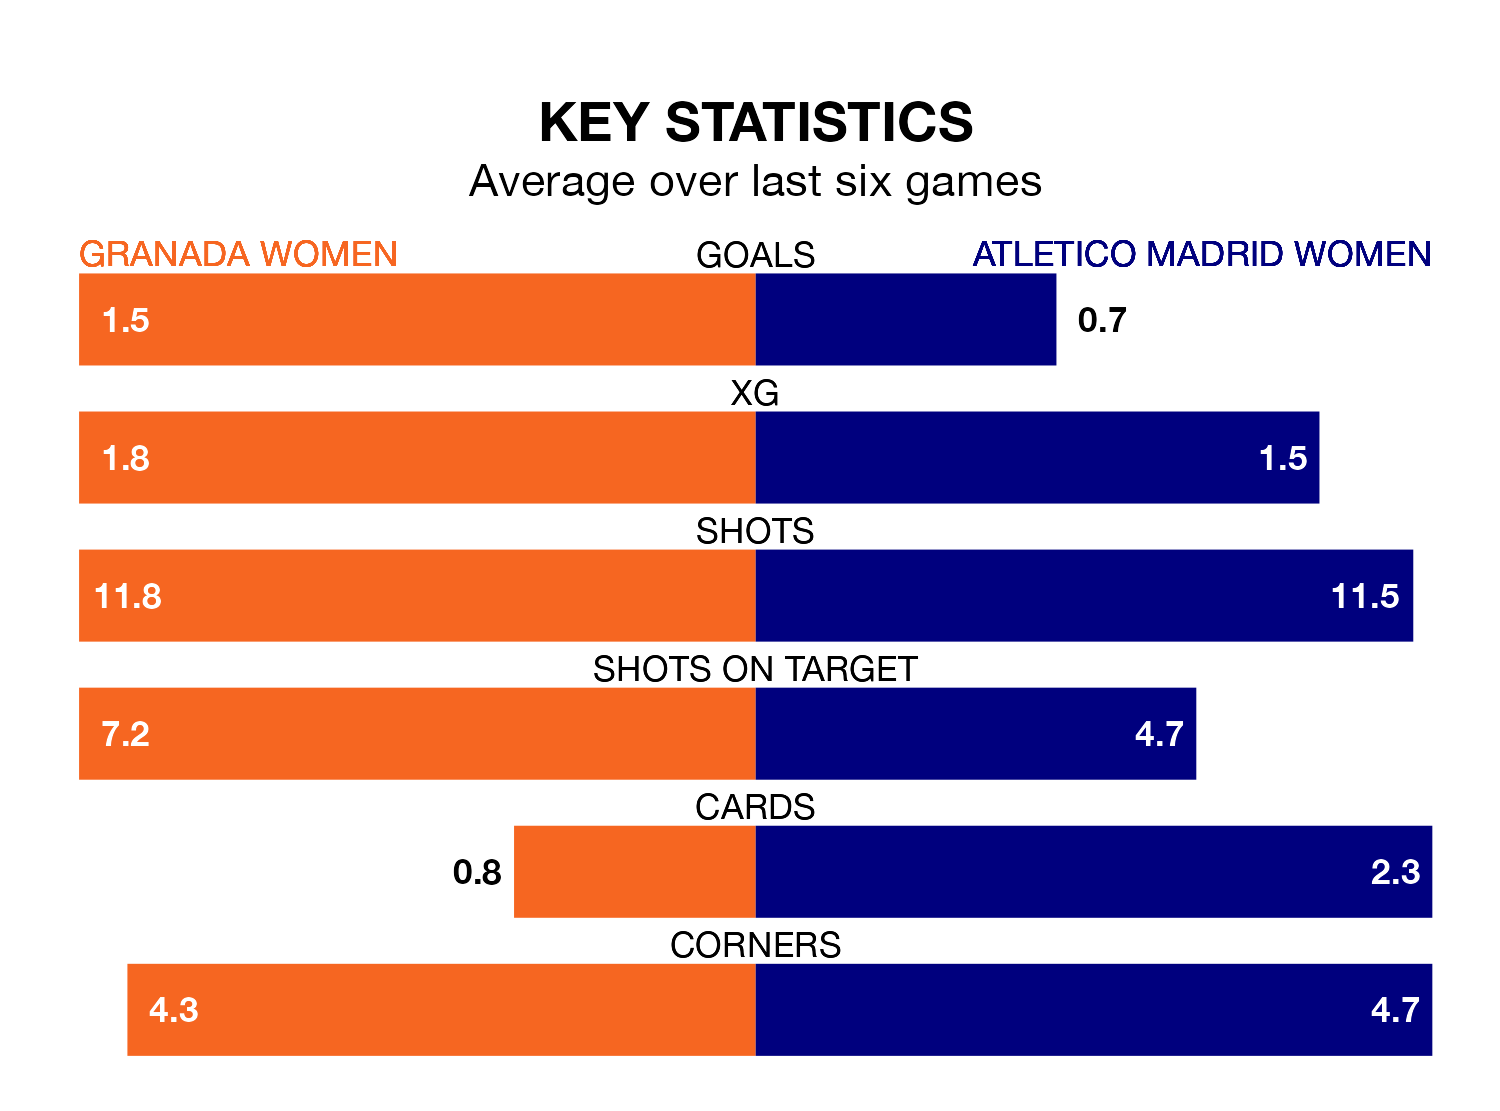 KEY STATISTICS
Average over last six games
GRANADA WOMEN GOALS ATLETICO MADRID WOMEN
1.5 0.7
XG
1.8 1.5
SHOTS
11.8 11.5
SHOTS ON TARGET
7.2 4.7
CARDS
0.8 2.3
CORNERS
4.3 4.7